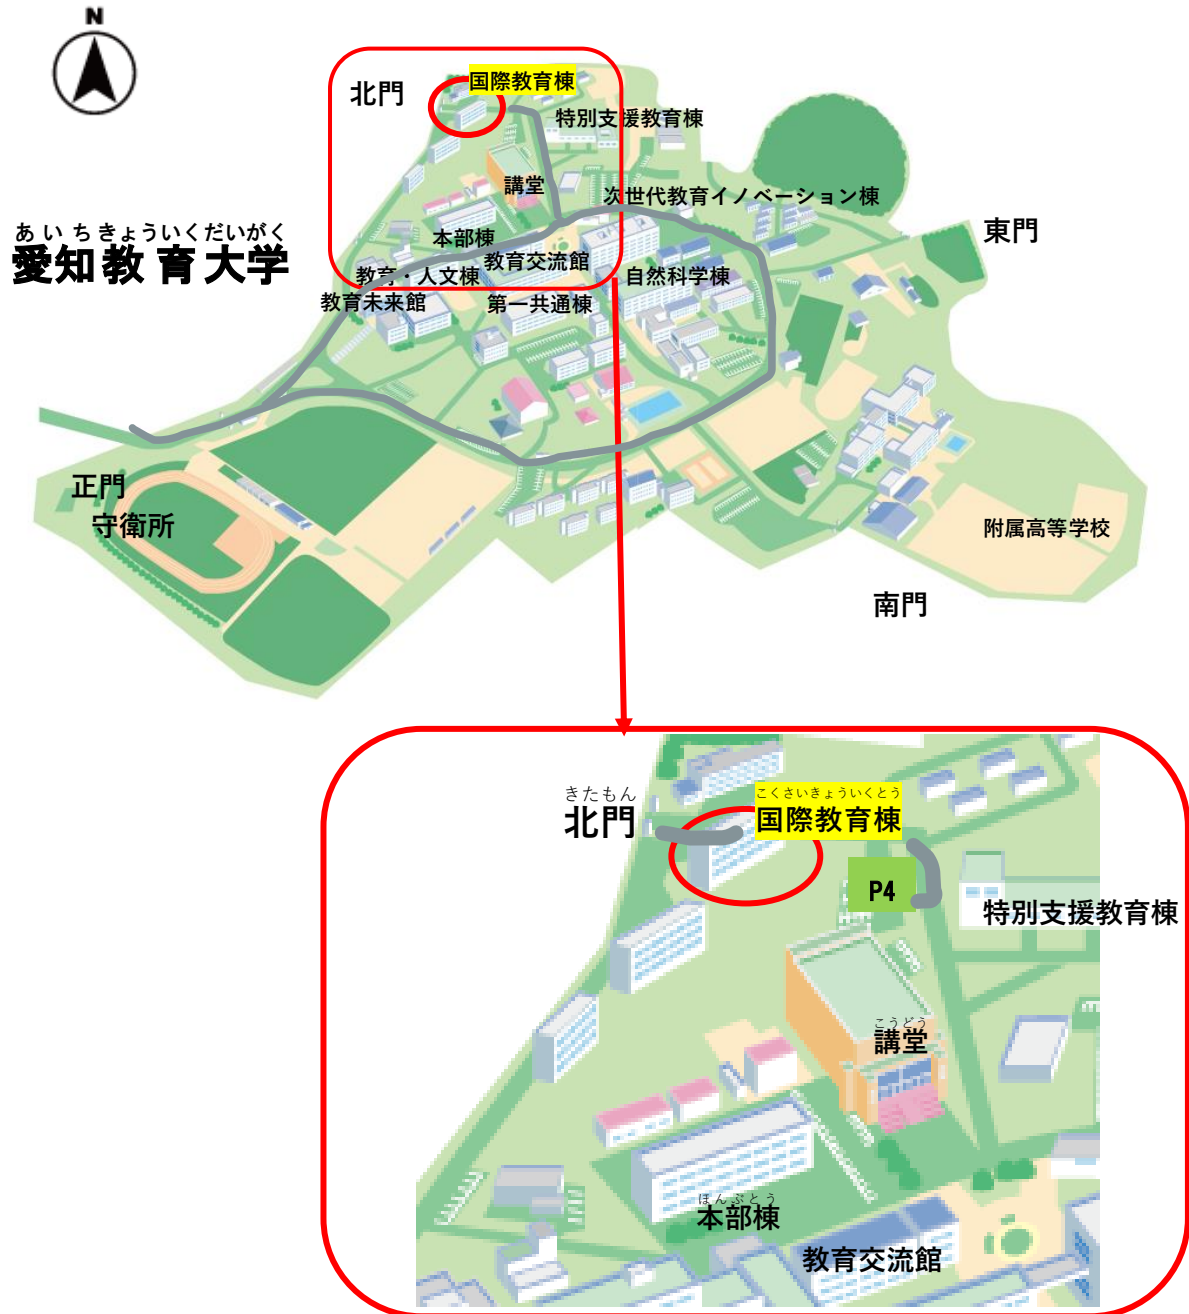 N
国際教育棟
北門
特別支援教育棟
講堂
次世代教育イノベーション棟
あいちきょういくだいがく
愛知教育大学
本部棟
東門
教育交流館
教育・人文棟
自然科学棟
教育未来館
第一共通棟
正門
守衛所
附属高等学校
南門
きたもん
北門
こくさいきょういくとう
国際教育棟
P4
特別支援教育棟
こうどう
講堂
ほんぶとう
本部棟
教育交流館